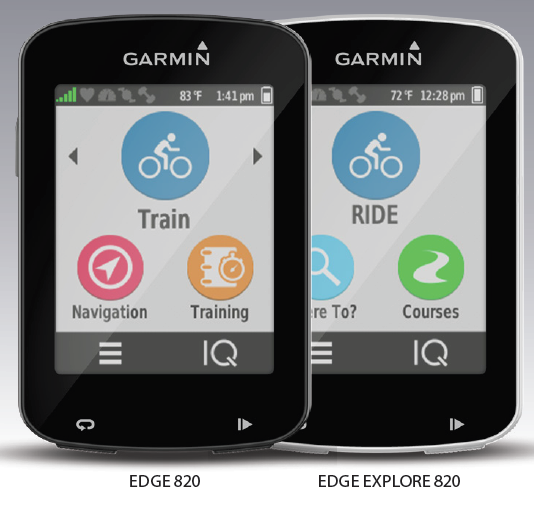 GARMIN
83°F 1:41 pm
Train
Navigation Training
IQ
EDGE 820
GARMIN
72°F 12:28 pm
RIDE
ere To? Courses
IQ
EDGE EXPLORE 820